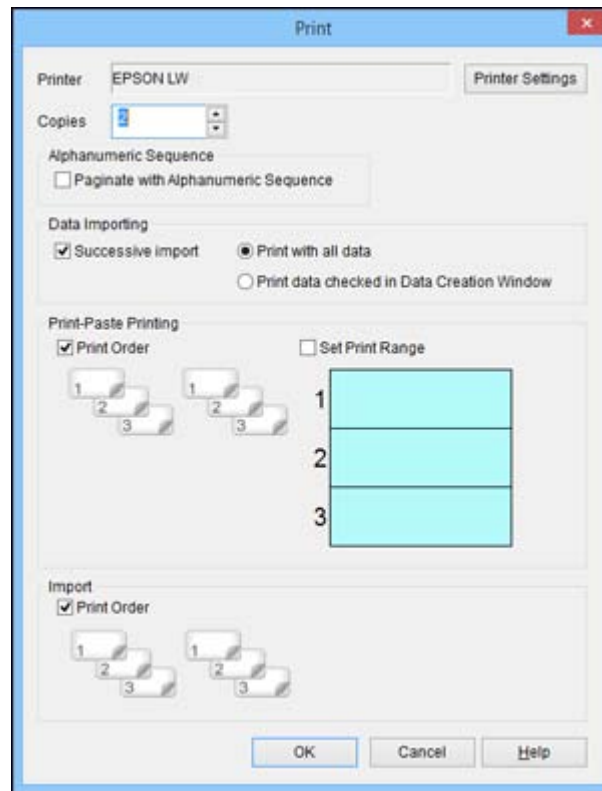 Print
Printer EPSON LW Printer Settings
Copies 2
Alphanumeric Sequence
Paginate with Alphanumeric Sequence
Data Importing
Successive import Print with all data
Print data checked in Data Creation Window
Print-Paste Printing
Print Order Set Print Range
1 2 3 1 2 3
1
2
3
Import
Print Order
1 2 3 1 2 3
OK Cancel Help